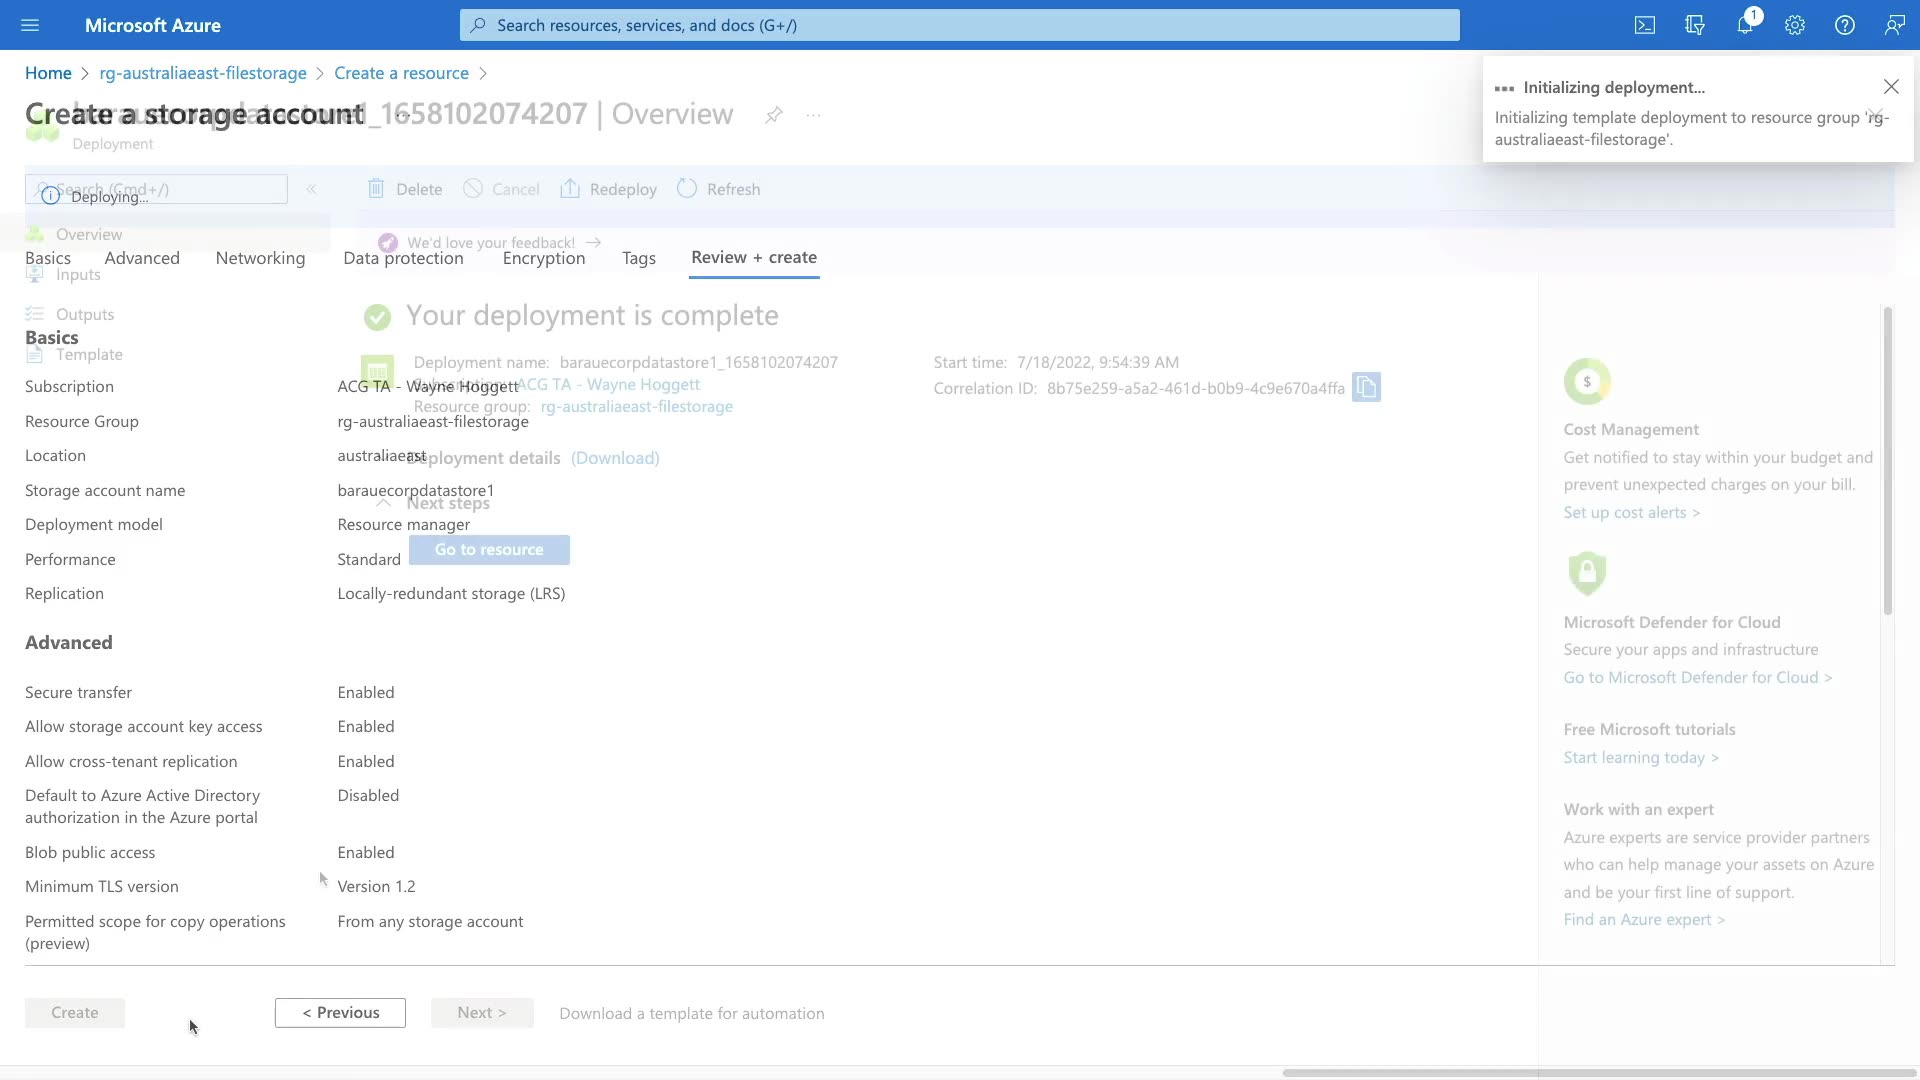 Microsoft Azure
Search resources, services, and docs (G+/)
1
Home > rg-australiaeast-filestorage > Create a resource >
Create a storage account ...
barauecorpdatastore1_1658102074207 | Overview ...
Deployment
Initializing deployment...
Initializing template deployment to resource group 'rg-
australiaeast-filestorage'.
Search (Cmd+/)
«
Deploying...
Delete
Cancel
Redeploy
Refresh
Overview
We'd love your feedback! →
Basics
Advanced
Networking
Data protection
Encryption
Tags
Review + create
Inputs
Outputs
Template
Your deployment is complete
Deployment name: barauecorpdatastore1_1658102074207
Subscription: ACG TA - Wayne Hoggett
Resource group: rg-australiaeast-filestorage
Start time: 7/18/2022, 9:54:39 AM
Correlation ID: 8b75e259-a5a2-461d-b0b9-4c9e670a4ffa
Deployment details (Download)
Next steps
Go to resource
Basics
Subscription ACG TA - Wayne Hoggett
Resource Group rg-australiaeast-filestorage
Location australiaeast
Storage account name barauecorpdatastore1
Deployment model Resource manager
Performance Standard
Replication Locally-redundant storage (LRS)
Advanced
Secure transfer Enabled
Allow storage account key access Enabled
Allow cross-tenant replication Enabled
Default to Azure Active Directory Disabled
authorization in the Azure portal
Blob public access Enabled
Minimum TLS version Version 1.2
Permitted scope for copy operations From any storage account
(preview)
Create
< Previous
Next >
Download a template for automation
$
Cost Management
Get notified to stay within your budget and
prevent unexpected charges on your bill.
Set up cost alerts >
Microsoft Defender for Cloud
Secure your apps and infrastructure
Go to Microsoft Defender for Cloud >
Free Microsoft tutorials
Start learning today >
Work with an expert
Azure experts are service provider partners
who can help manage your assets on Azure
and be your first line of support.
Find an Azure expert >